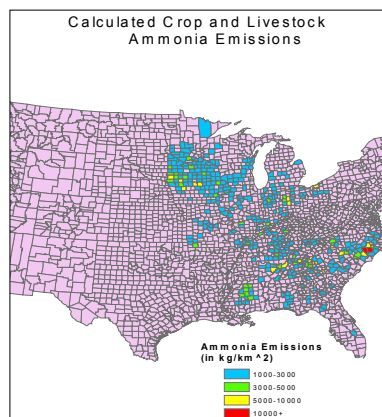 Calculated Crop and Livestock
Ammonia Emissions
Ammonia Emissions
(in kg/km^2)
1000-3000
3000-5000
5000-10000
10000+